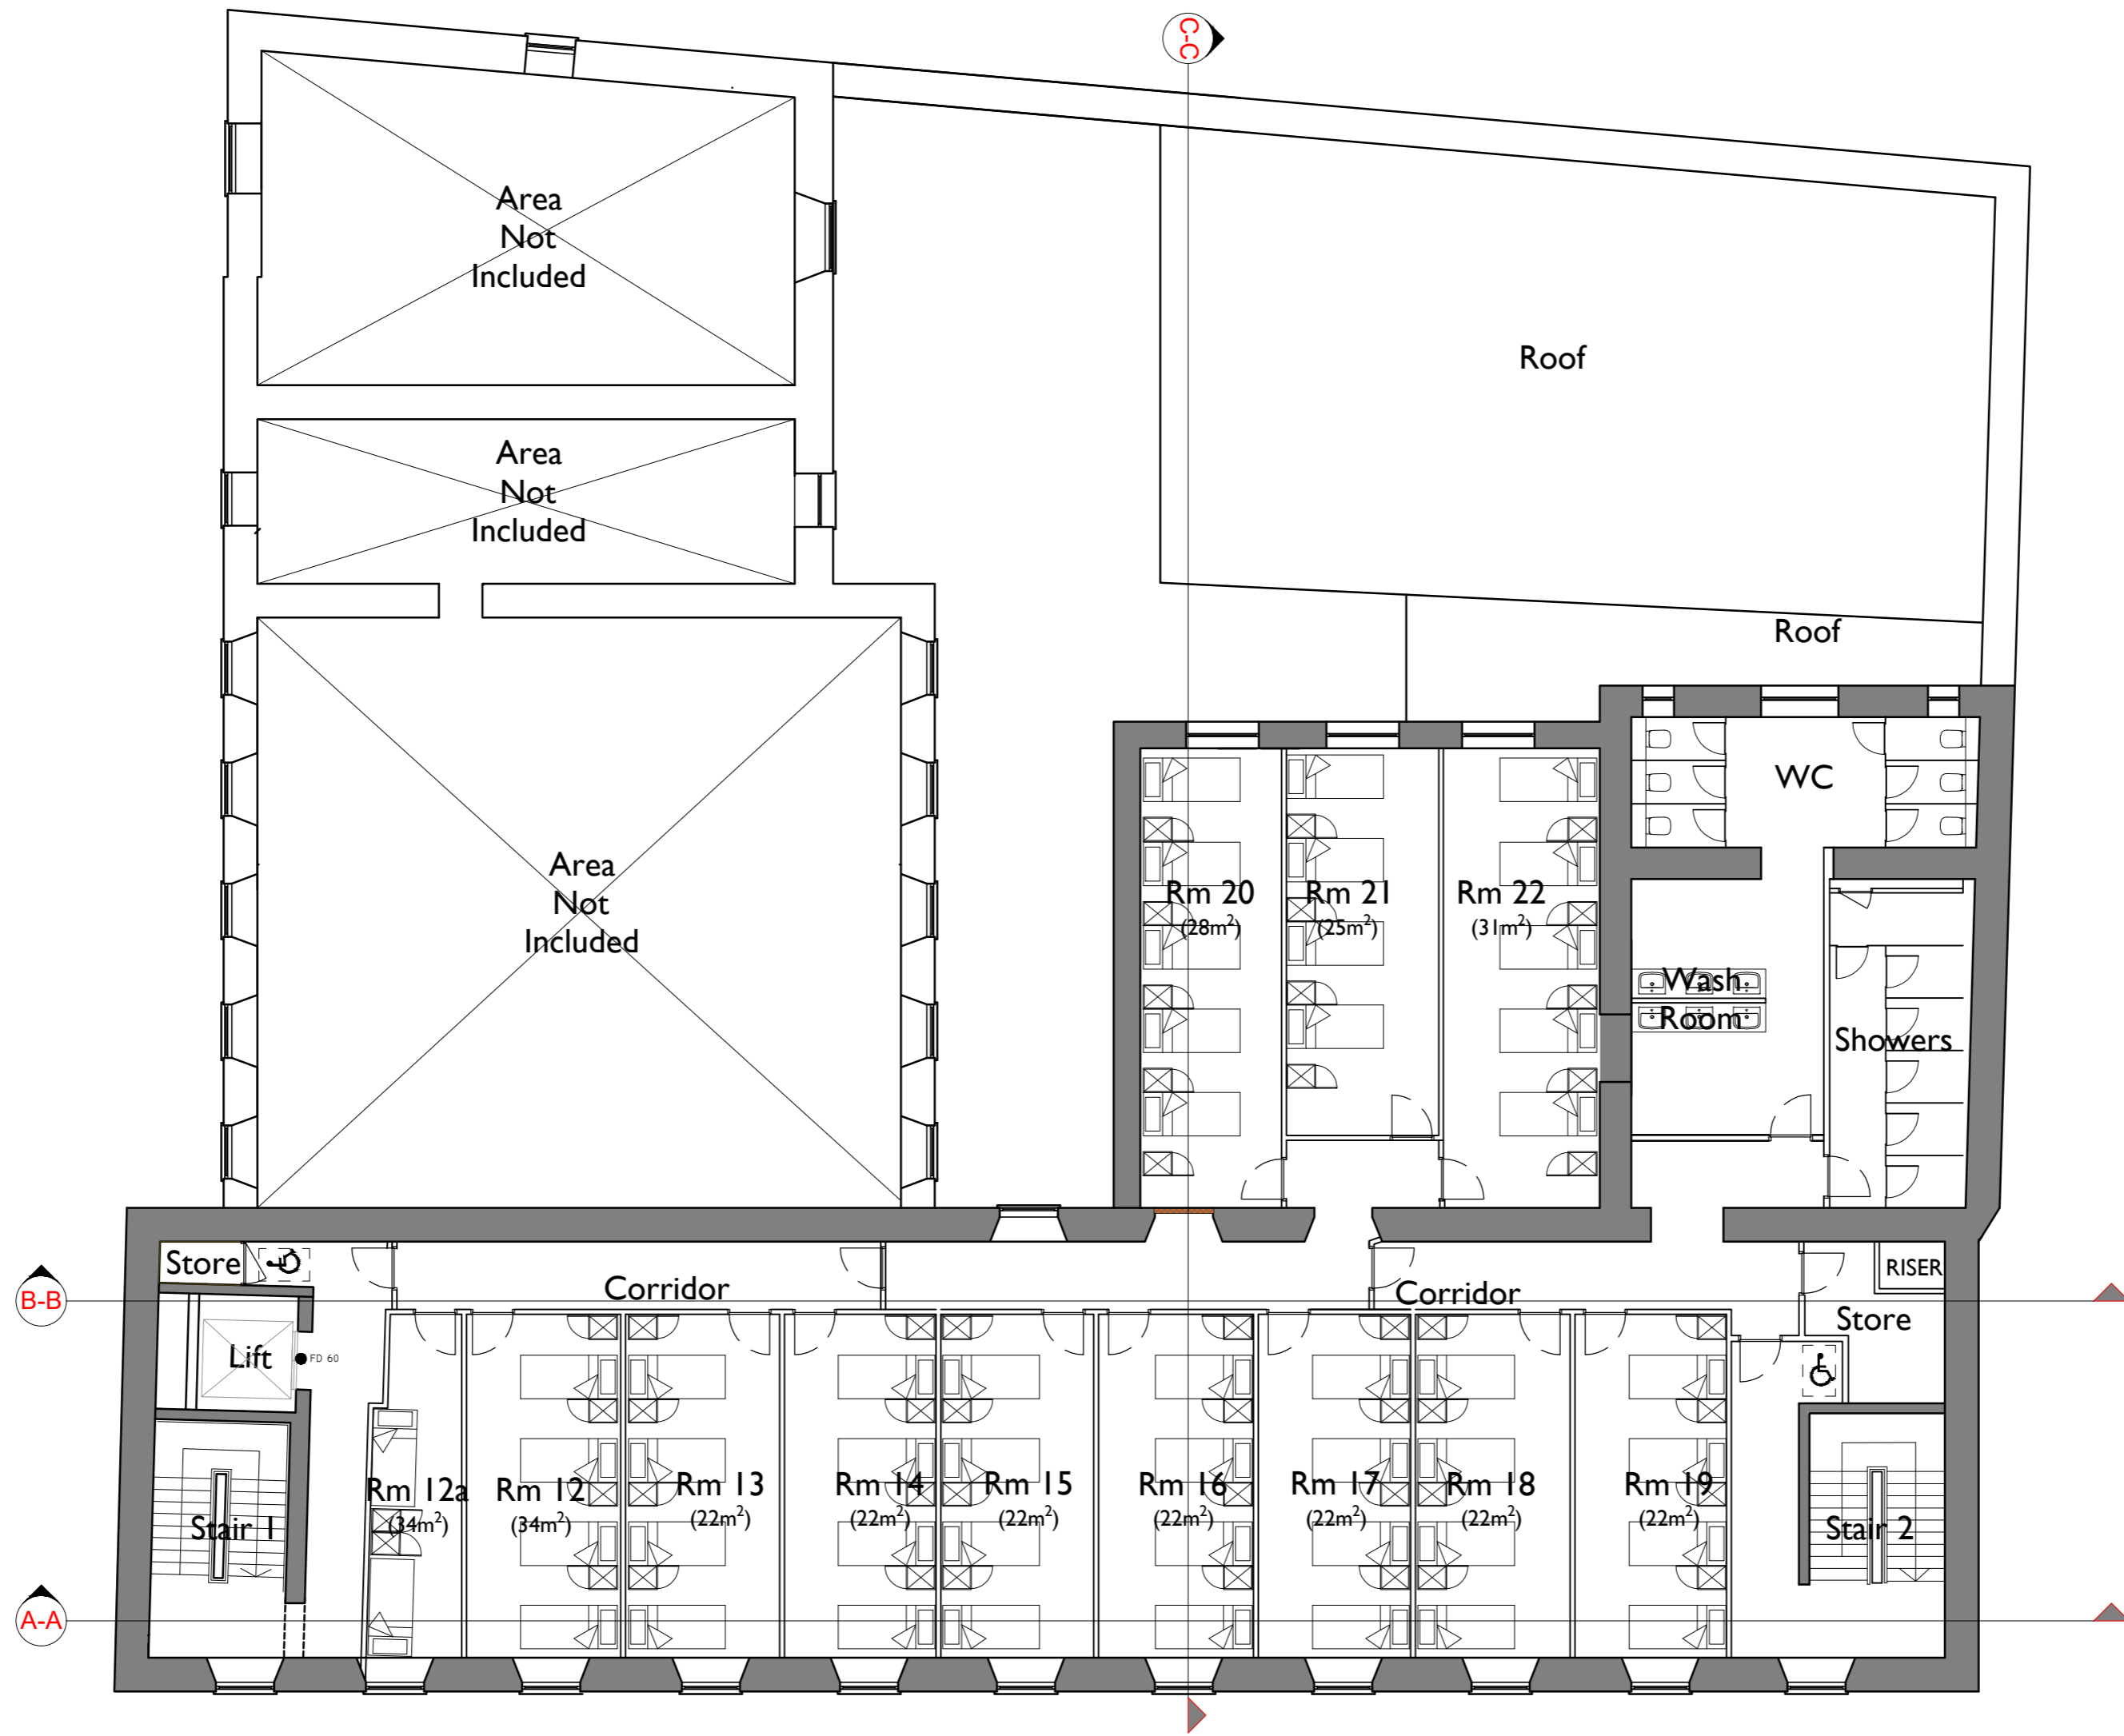 C-C
Area
Not
Included
Roof
Area
Not
Included
Roof
WC
Area
Not
Included
Rm 20
(28m²)
Rm 21
(25m²)
Rm 22
(31m²)
Wash
Room
Showers
Store
Corridor
Corridor
RISER
B-B
Store
Lift
FD 60
Rm 12a
(34m²)
Rm 12
(34m²)
Rm 13
(22m²)
Rm 14
(22m²)
Rm 15
(22m²)
Rm 16
(22m²)
Rm 17
(22m²)
Rm 18
(22m²)
Rm 19
(22m²)
Stair 1
Stair 2
A-A